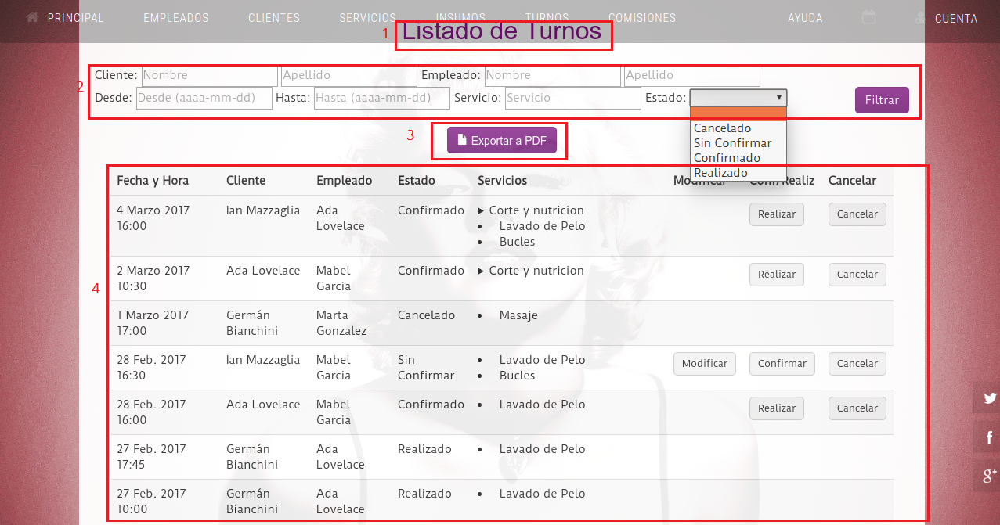 PRINCIPAL EMPLEADOS CLIENTES SERVICIOS INSUMOS TURNOS COMISIONES AYUDA CUENTA
1 Listado de Turnos
2
Cliente: Nombre Apellido Empleado: Nombre Apellido
Desde: Desde (aaaa-mm-dd) Hasta: Hasta (aaaa-mm-dd) Servicio: Servicio Estado: Filtrar
Cancelado
Sin Confirmar
Confirmado
Realizado
3 Exportar a PDF
Fecha y Hora Cliente Empleado Estado Servicios Modificar Conf/Realiz Cancelar
4 Marzo 2017 Ian Mazzaglia Ada Confirmado Corte y nutricion Realizar Cancelar
16:00 Lovelace Lavado de Pelo
Bucles
2 Marzo 2017 Ada Lovelace Mabel Confirmado Corte y nutricion Realizar Cancelar
10:30 Garcia
4
1 Marzo 2017 Germán Marta Cancelado Masaje
17:00 Bianchini Gonzalez
28 Feb. 2017 Ian Mazzaglia Mabel Sin Lavado de Pelo Modificar Confirmar Cancelar
16:30 Garcia Confirmar Bucles
28 Feb. 2017 Ada Lovelace Mabel Confirmado Lavado de Pelo Realizar Cancelar
16:00 Garcia
27 Feb. 2017 Germán Ada Realizado Lavado de Pelo
17:45 Bianchini Lovelace
27 Feb. 2017 Germán Ada Realizado Lavado de Pelo
10:00 Bianchini Lovelace